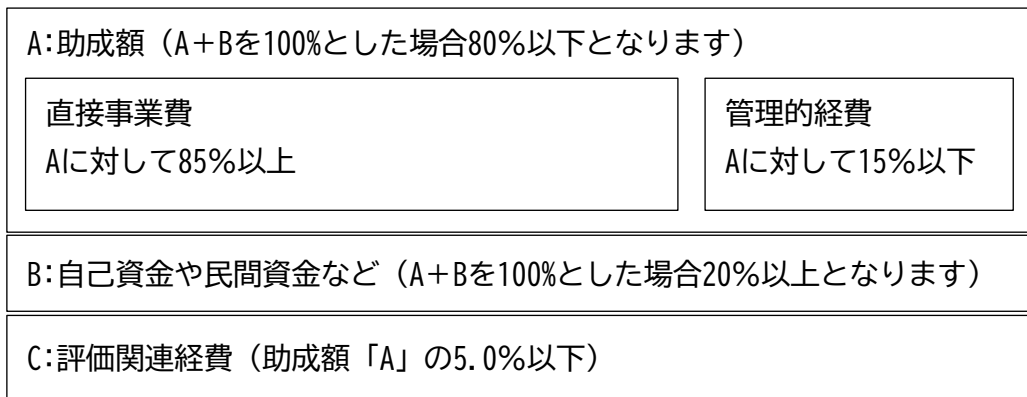 A:助成額（A＋Bを100%とした場合80％以下となります）
直接事業費
Aに対して85％以上
管理的経費
Aに対して15％以下
B:自己資金や民間資金など（A＋Bを100%とした場合20％以上となります）
C:評価関連経費（助成額「A」の5.0％以下）